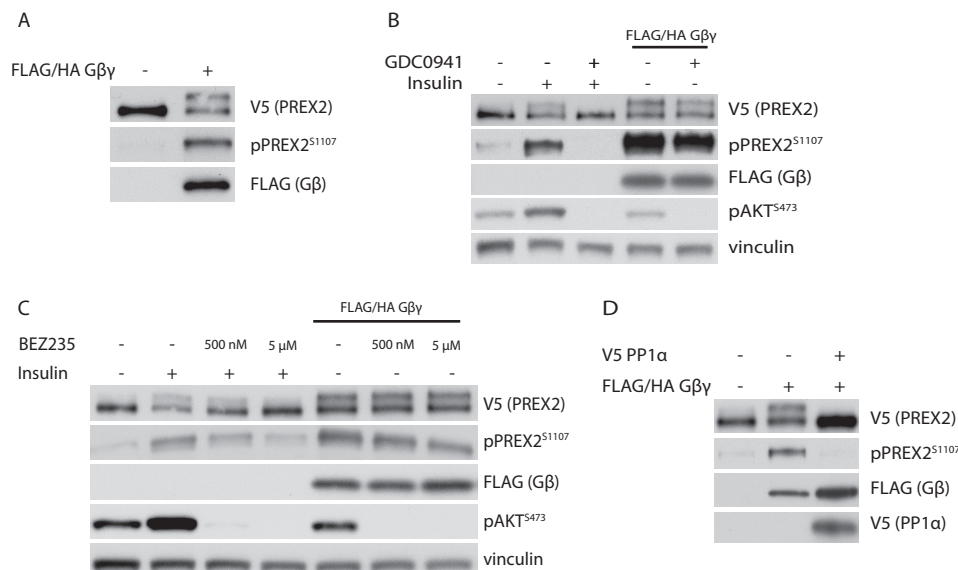 A
FLAG/HA Gβγ - +
V5 (PREX2)
pPREX2S1107
FLAG (Gβ)
B
FLAG/HA Gβγ
GDC0941 - - + - +
Insulin - + + - -
V5 (PREX2)
pPREX2S1107
FLAG (Gβ)
pAKTS473
vinculin
C
FLAG/HA Gβγ
BEZ235 - - 500 nM 5 µM - 500 nM 5 µM
Insulin - + + + - - -
V5 (PREX2)
pPREX2S1107
FLAG (Gβ)
pAKTS473
vinculin
D
V5 PP1α - - +
FLAG/HA Gβγ - + +
V5 (PREX2)
pPREX2S1107
FLAG (Gβ)
V5 (PP1α)